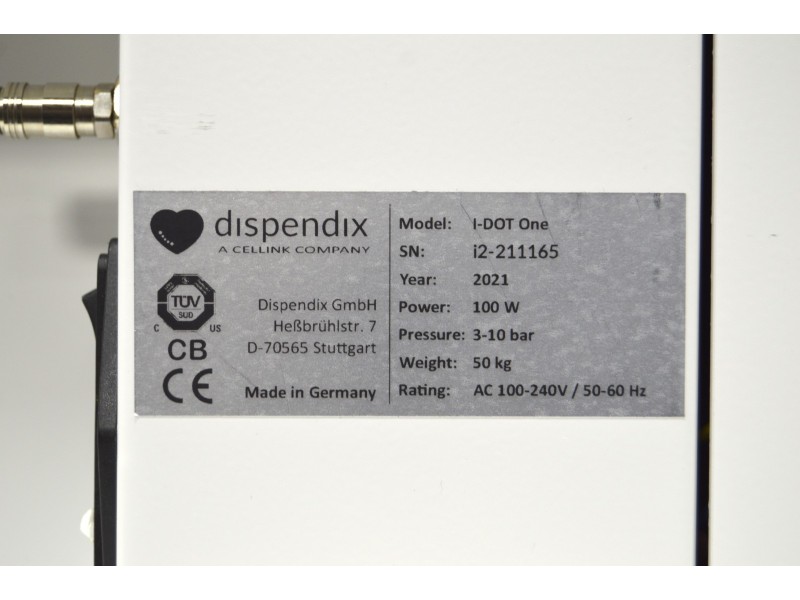 dispendix
A CELLINK COMPANY
TÜV
SÜD
C US
CB
CE
Dispendix GmbH
Heßbrühlstr. 7
D-70565 Stuttgart
Made in Germany
Model: I-DOT One
SN: i2-211165
Year: 2021
Power: 100 W
Pressure: 3-10 bar
Weight: 50 kg
Rating: AC 100-240V / 50-60 Hz